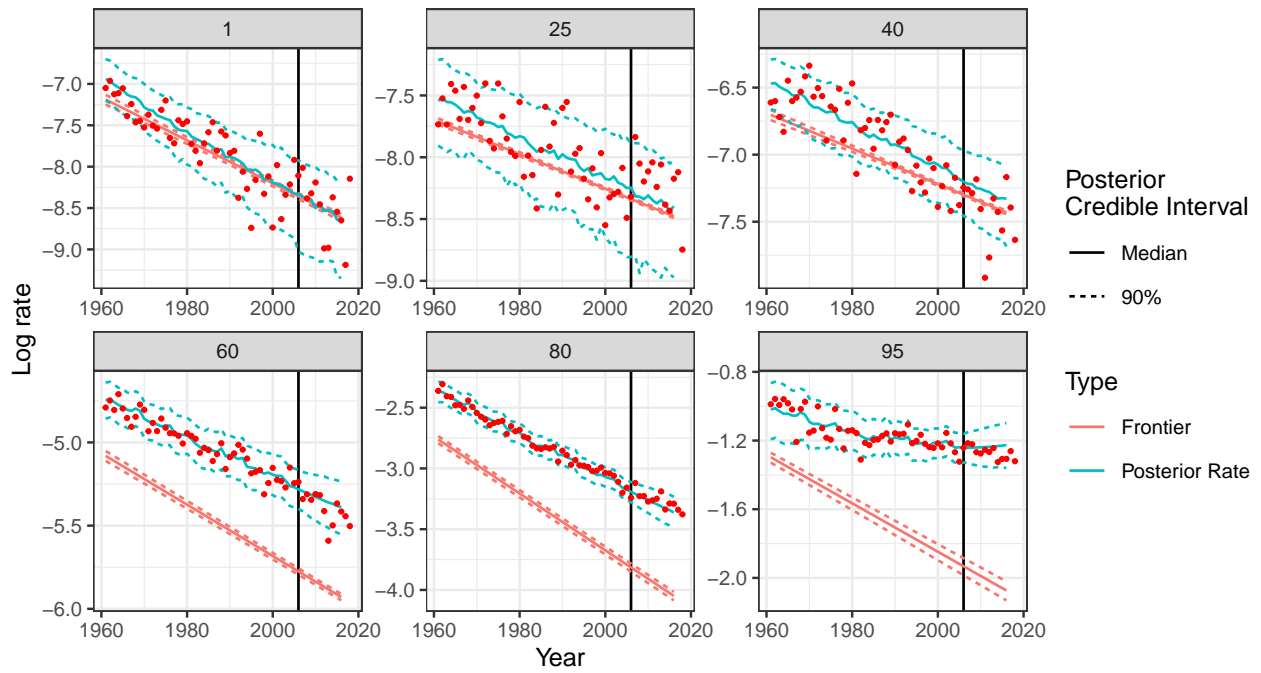 1
25
40
−7.0
−7.5
−8.0
−8.5
−9.0
−7.5
−8.0
−8.5
−9.0
−6.5
−7.0
−7.5
1960 1980 2000 2020
1960 1980 2000 2020
1960 1980 2000 2020
60
80
95
−5.0
−5.5
−6.0
−2.5
−3.0
−3.5
−4.0
−0.8
−1.2
−1.6
−2.0
1960 1980 2000 2020
1960 1980 2000 2020
1960 1980 2000 2020
Log rate
Year
Posterior
Credible Interval
Median
90%
Type
Frontier
Posterior Rate